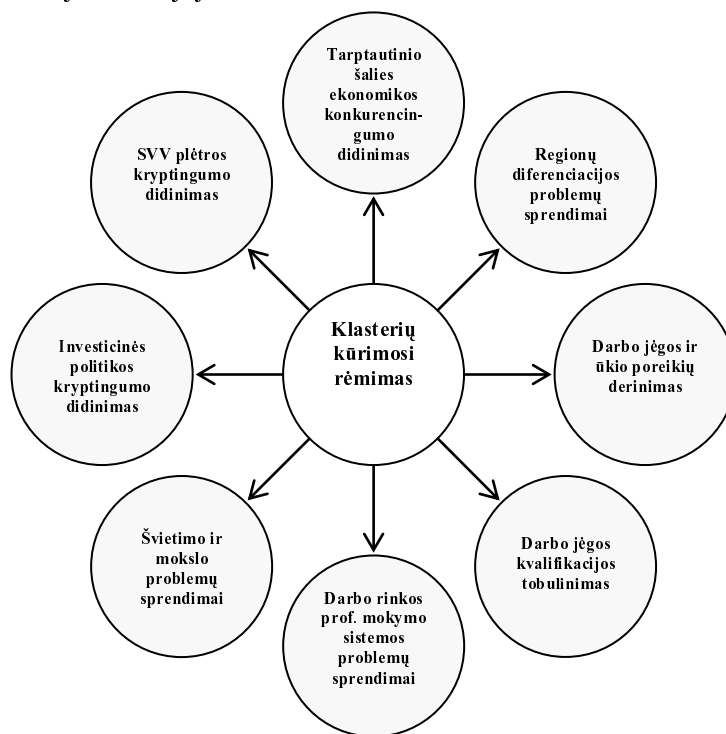 Tarptautinio
šalies
ekonomikos
konkurencin-
gumo
didinimas
SVV plėtros
kryptingumo
didinimas
Regionų
diferenciacijos
problemų
sprendimai
Klasterių
kūrimosi
rėmimas
Investicinės
politikos
kryptingumo
didinimas
Darbo jėgos ir
ūkio poreikių
derinimas
Švietimo ir
mokslo
problemų
sprendimai
Darbo jėgos
kvalifikacijos
tobulinimas
Darbo rinkos
prof. mokymo
sistemos
problemų
sprendimai